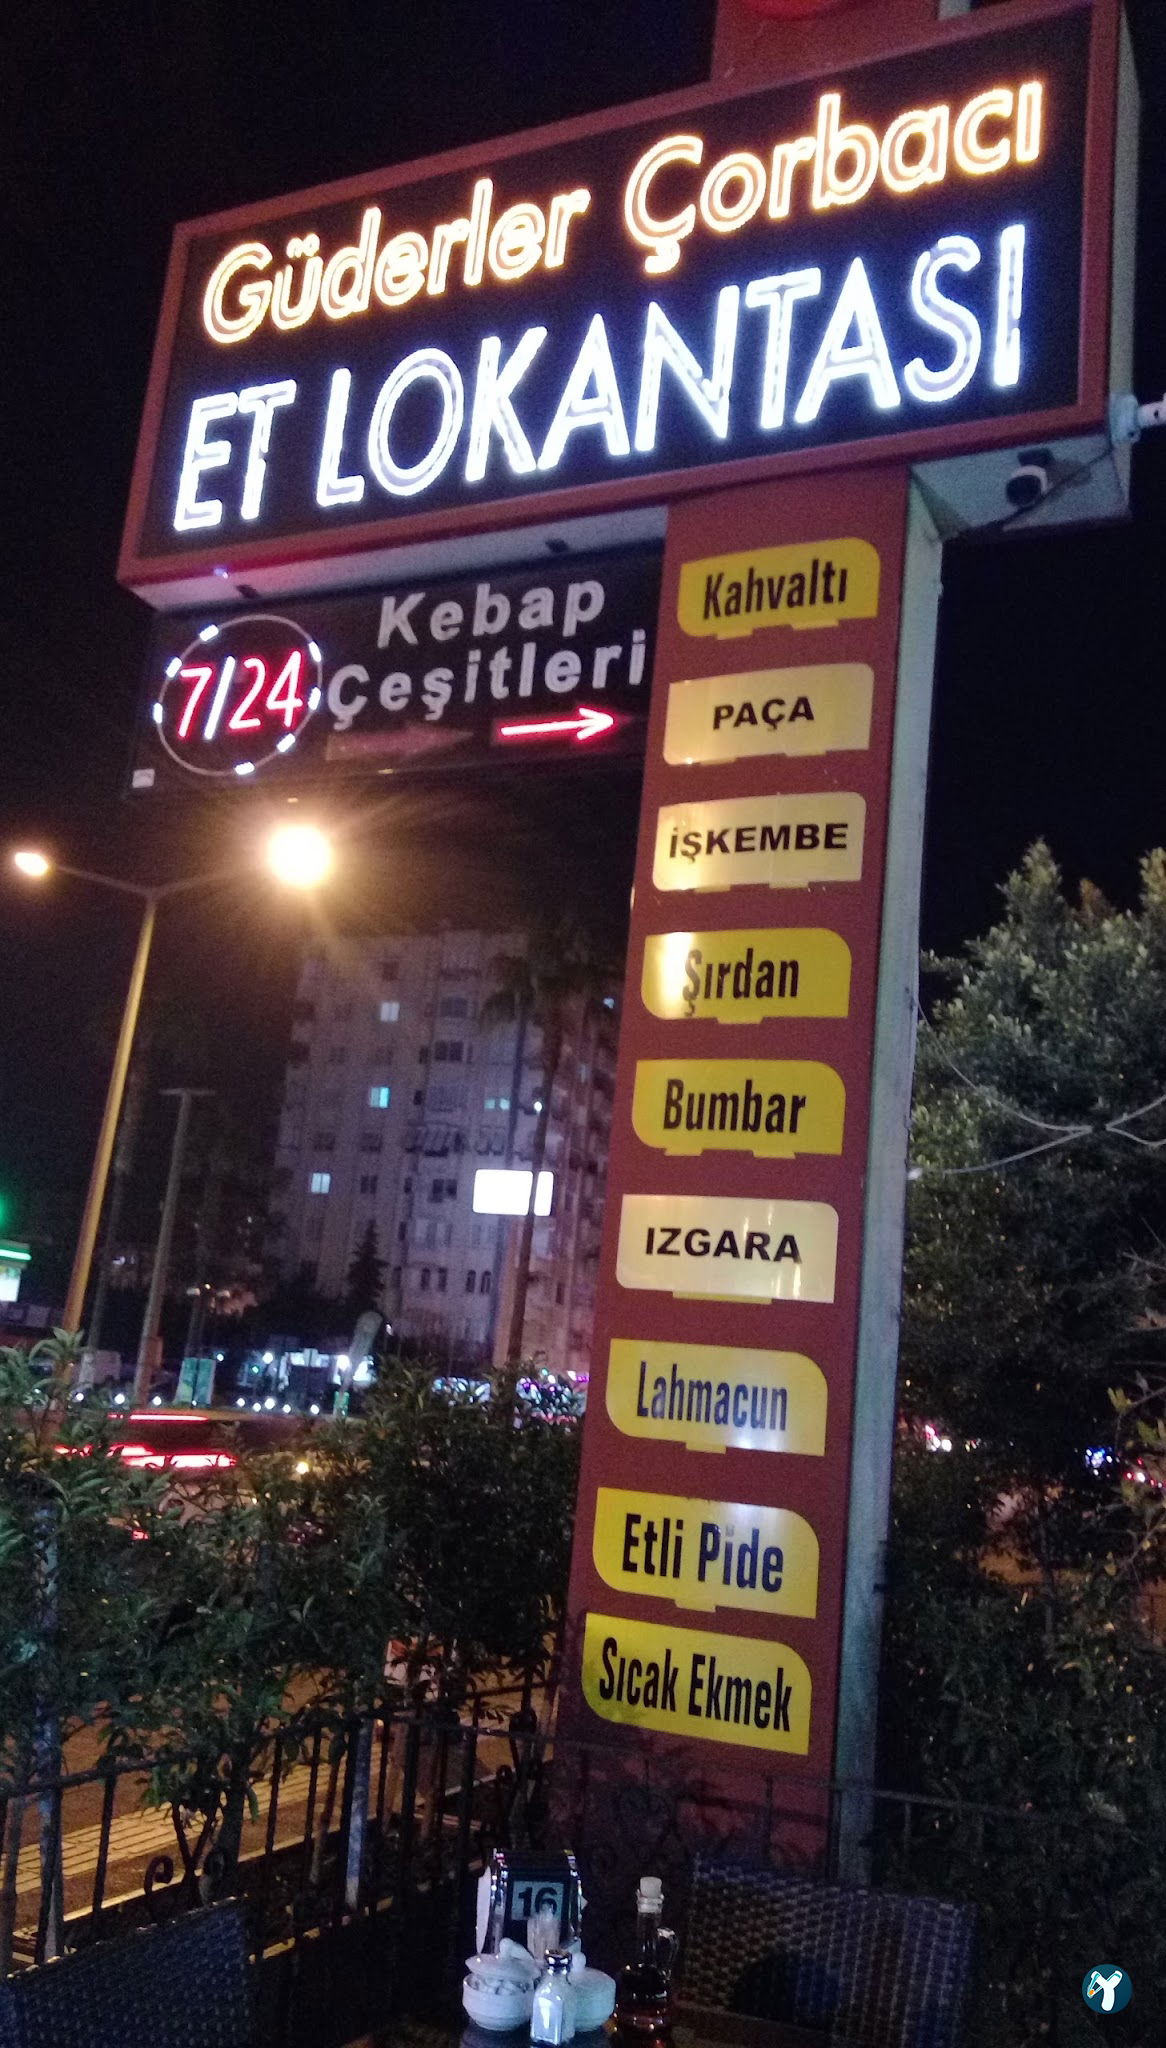 Güderler Çorbacı
ET LOKANTASI
7/24
Kebap
Çeşitleri
Kahvaltı
PAÇA
İŞKEMBE
Şırdan
Bumbar
IZGARA
Lahmacun
Etli Pide
Sıcak Ekmek
16
Y